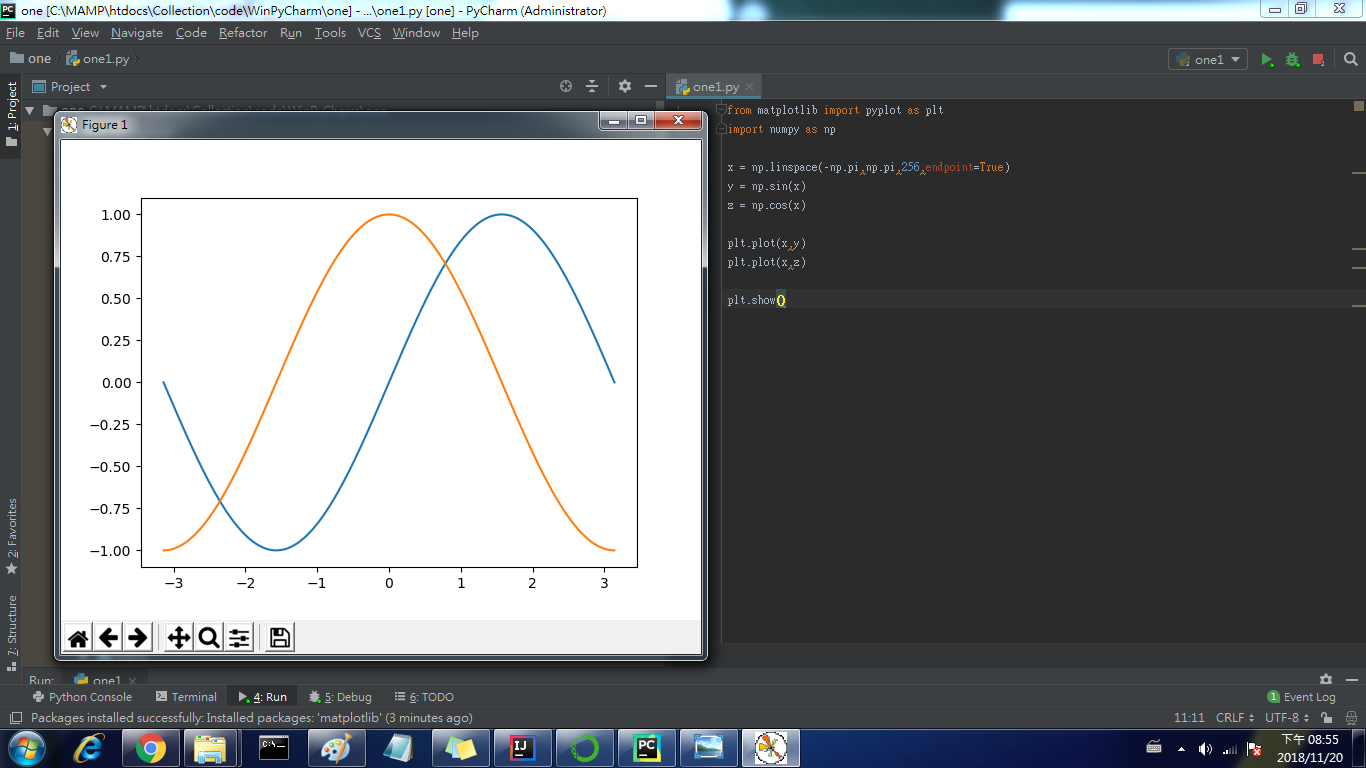 one [C:\MAMP\htdocs\Collection\code\WinPyCharm\one] - ...\one1.py [one] - PyCharm (Administrator)
File Edit View Navigate Code Refactor Run Tools VCS Window Help
one one1.py one1
1: Project
Project
one1.py
Figure 1
from matplotlib import pyplot as plt
import numpy as np
x = np.linspace(-np.pi,np.pi,256,endpoint=True)
y = np.sin(x)
z = np.cos(x)
plt.plot(x,y)
plt.plot(x,z)
plt.show()
1.00
0.75
0.50
0.25
0.00
−0.25
−0.50
−0.75
−1.00
−3 −2 −1 0 1 2 3
2: Favorites
7: Structure
Run: one1
Python Console Terminal 4: Run 5: Debug 6: TODO 1 Event Log
Packages installed successfully: Installed packages: 'matplotlib' (3 minutes ago) 11:11 CRLF UTF-8
下午 08:55
2018/11/20